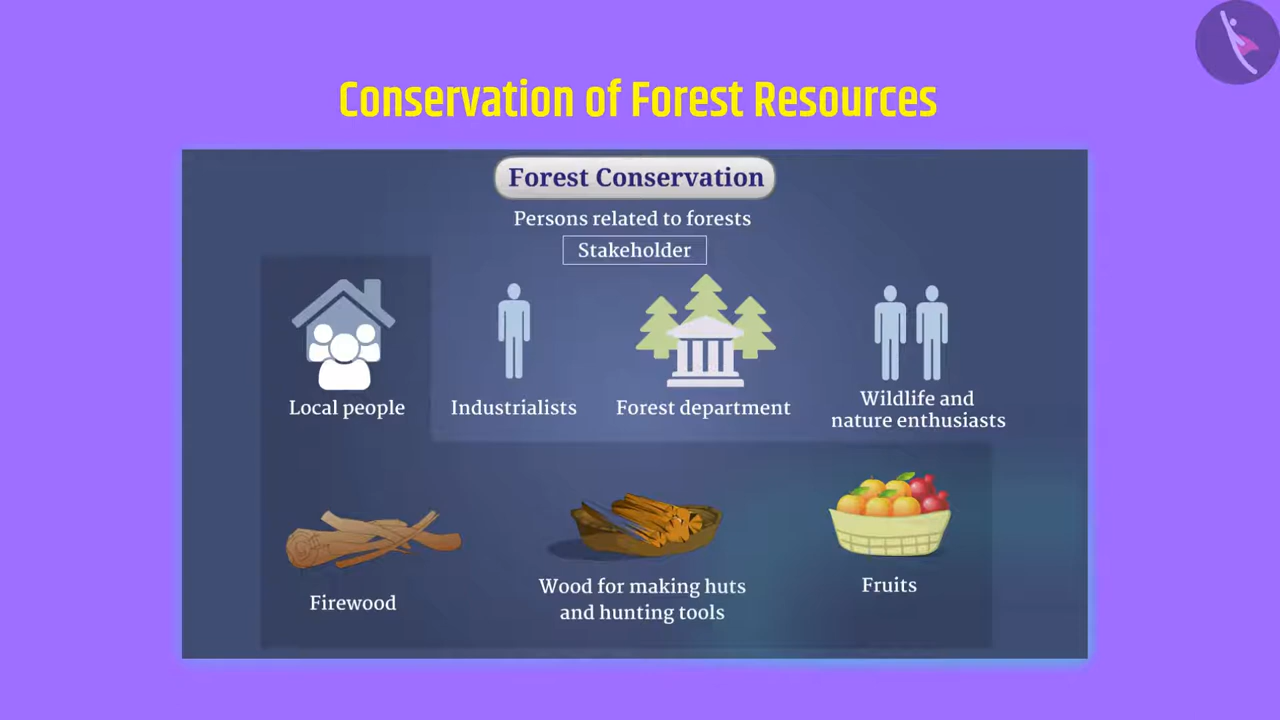 Conservation of Forest Resources
Forest Conservation
Persons related to forests
Stakeholder
Local people
Industrialists
Forest department
Wildlife and
nature enthusiasts
Firewood
Wood for making huts
and hunting tools
Fruits